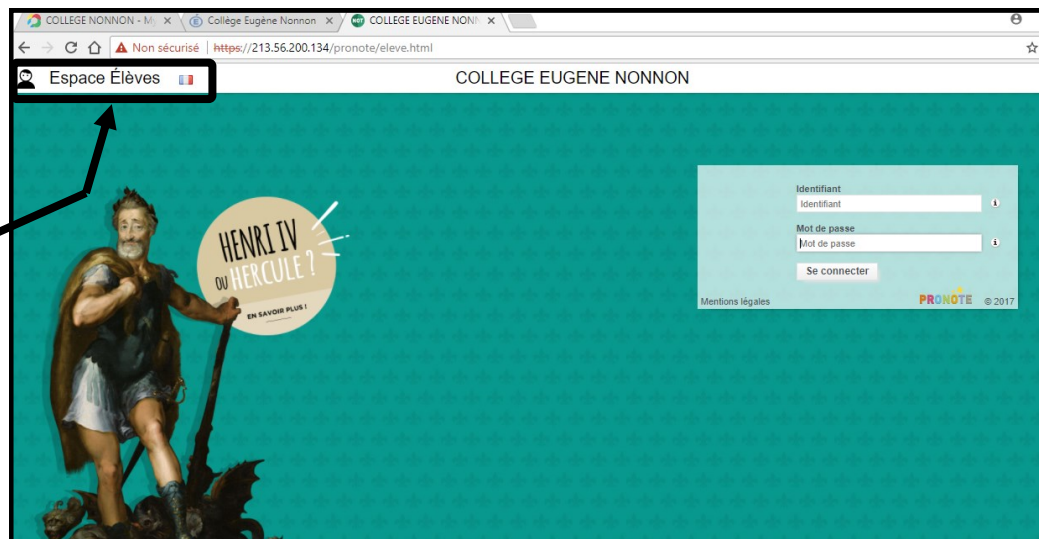 COLLEGE NONNON - M
Collège Eugène Nonnon
COLLEGE EUGENE NONN
Non sécurisé | https://213.56.200.134/pronote/eleve.html
Espace Élèves
COLLEGE EUGENE NONNON
HENRI IV
OU HERCULE ?
EN SAVOIR PLUS !
Identifiant
Identifiant
Mot de passe
Mot de passe
Se connecter
Mentions légales
PRONOTE © 2017